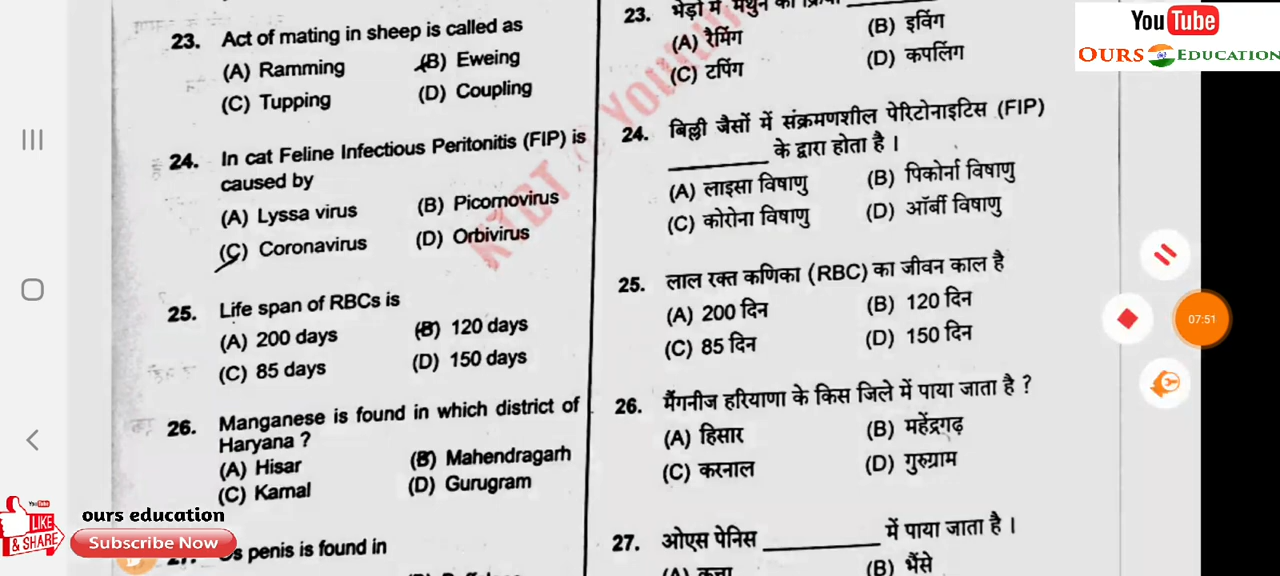 23. Act of mating in sheep is called as
(A) Ramming (B) Eweing
(C) Tupping (D) Coupling
24. In cat Feline Infectious Peritonitis (FIP) is
caused by
(A) Lyssa virus (B) Picornovirus
(C) Coronavirus (D) Orbivirus
25. Life span of RBCs is
(A) 200 days (B) 120 days
(C) 85 days (D) 150 days
26. Manganese is found in which district of
Haryana ?
(A) Hisar (B) Mahendragarh
(C) Karnal (D) Gurugram
penis is found in
23. भेड़ों में मैथुन की
(A) रैमिंग (B) इविंग
(C) टपिंग (D) कपलिंग
24. बिल्ली जैसों में संक्रमणशील पेरिटोनाइटिस (FIP)
__________ के द्वारा होता है ।
(A) लाइसा विषाणु (B) पिकोर्ना विषाणु
(C) कोरोना विषाणु (D) ऑर्बी विषाणु
25. लाल रक्त कणिका (RBC) का जीवन काल है
(A) 200 दिन (B) 120 दिन
(C) 85 दिन (D) 150 दिन
26. मैंगनीज हरियाणा के किस जिले में पाया जाता है ?
(A) हिसार (B) महेंद्रगढ़
(C) करनाल (D) गुरुग्राम
27. ओएस पेनिस __________ में पाया जाता है ।
(B) भैंसे
YouTube
OURS EDUCATION
07:51
YouTube
LIKE
& SHARE
ours education
Subscribe Now